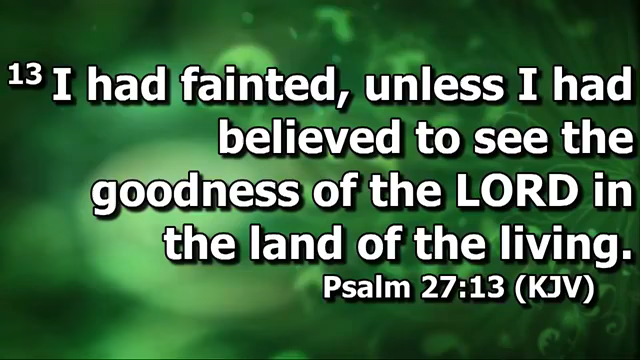 13 I had fainted, unless I had
believed to see the
goodness of the LORD in
the land of the living.
Psalm 27:13 (KJV)